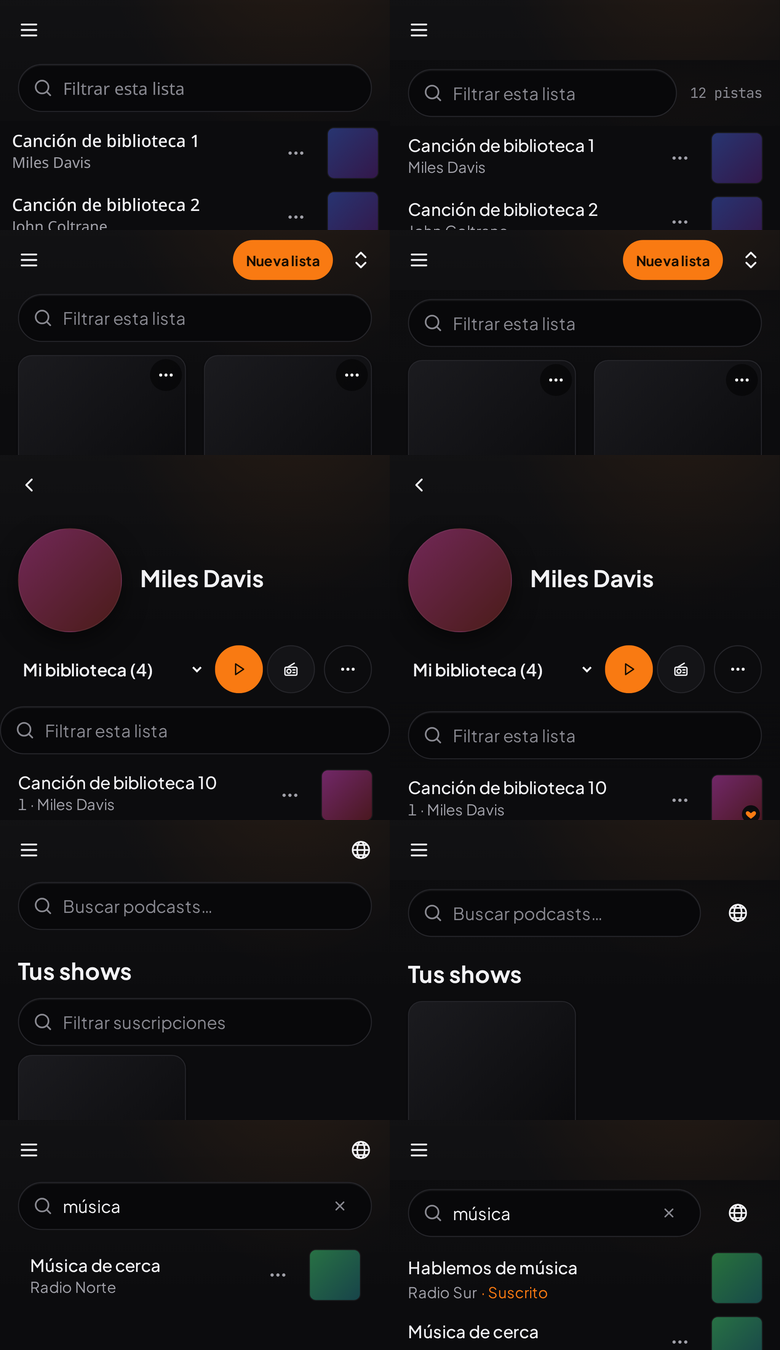 Filtrar esta lista
Canción de biblioteca 1
Miles Davis
Canción de biblioteca 2
John Coltrane
Filtrar esta lista
12 pistas
Canción de biblioteca 1
Miles Davis
Canción de biblioteca 2
John Coltrane
Nueva lista
Filtrar esta lista
Nueva lista
Filtrar esta lista
Miles Davis
Mi biblioteca (4)
Filtrar esta lista
Canción de biblioteca 10
1 · Miles Davis
Miles Davis
Mi biblioteca (4)
Filtrar esta lista
Canción de biblioteca 10
1 · Miles Davis
Buscar podcasts...
Tus shows
Filtrar suscripciones
Buscar podcasts...
Tus shows
música
Música de cerca
Radio Norte
música
Hablemos de música
Radio Sur · Suscrito
Música de cerca